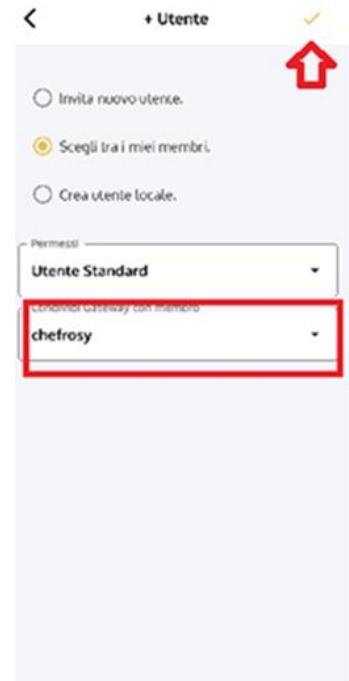 + Utente
Invita nuovo utente.
Scegli tra i miei membri.
Crea utente locale.
Permessi
Utente Standard
Condividi Gateway con membro
chefrosy